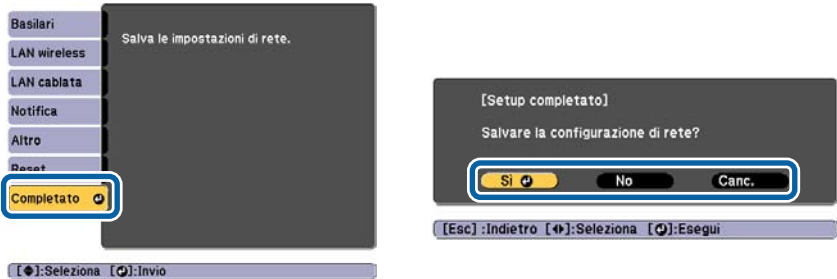 Basilari
Salva le impostazioni di rete.
LAN wireless
LAN cablata
Notifica
Altro
Reset
Completato
[◆]:Seleziona [↵]:Invio
[Setup completato]
Salvare la configurazione di rete?
Sì No Canc.
[Esc] :Indietro [◀▶]:Seleziona [↵]:Esegui